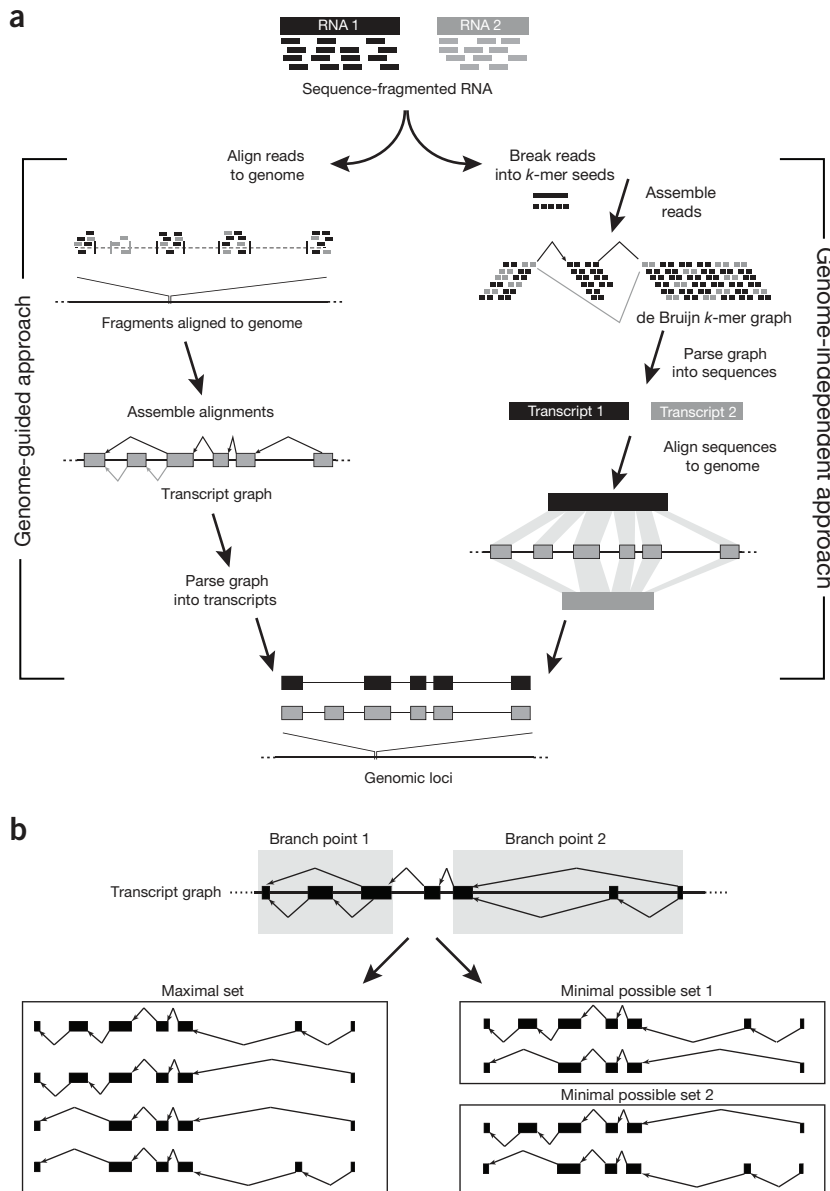 a
RNA 1
RNA 2
Sequence-fragmented RNA
Align reads
to genome
Break reads
into k-mer seeds
Assemble
reads
Fragments aligned to genome
de Bruijn k-mer graph
Parse graph
into sequences
Genome-guided approach
Genome-independent approach
Assemble alignments
Transcript 1
Transcript 2
Align sequences
to genome
Transcript graph
Parse graph
into transcripts
Genomic loci
b
Branch point 1
Branch point 2
Transcript graph
Maximal set
Minimal possible set 1
Minimal possible set 2